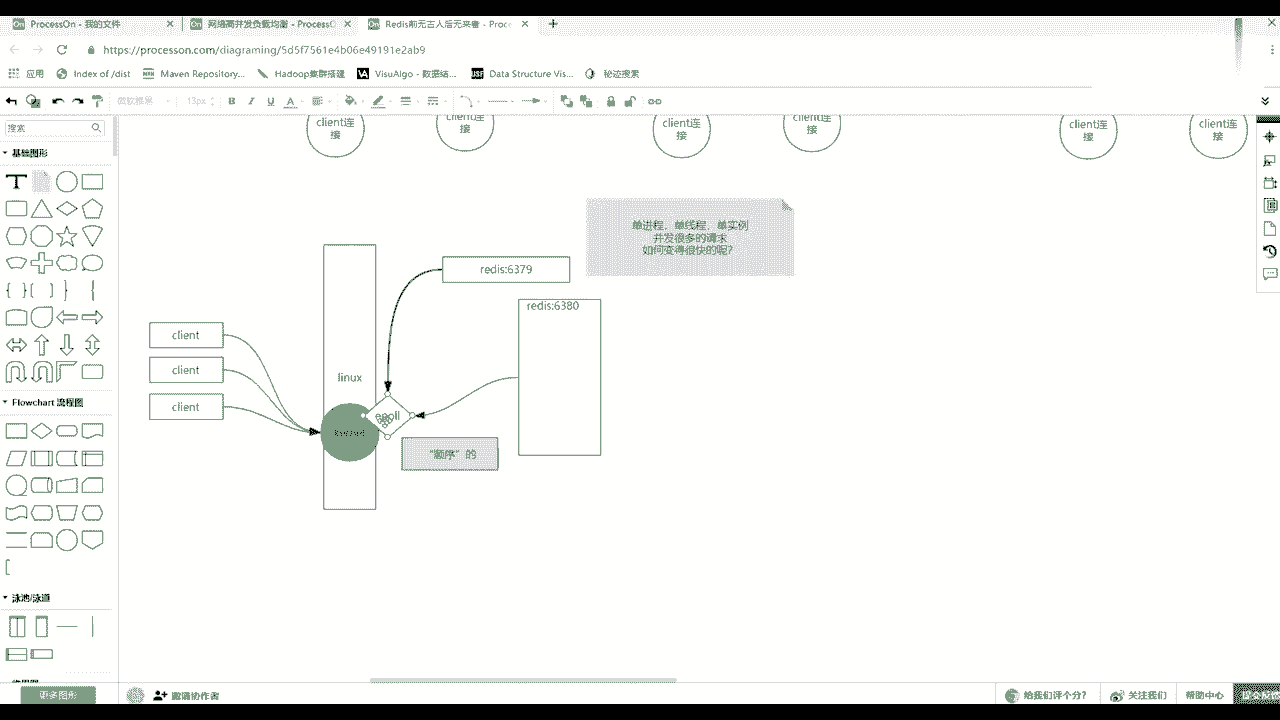 ProcessOn - 我的文件
网络高并发负载均衡 - ProcessO
Redis前无古人后无来者 - Proc
https://processon.com/diagraming/5d5f7561e4b06e49191e2ab9
应用
Index of /dist
Maven Repository...
Hadoop集群搭建
VisuAlgo - 数据结...
Data Structure Vis...
秘迹搜索
微软雅黑
13px
B
I
U
A
搜索
基础图形
T
Flowchart 流程图
泳池/泳道
更多图形
client连
接
client连
接
client连
接
client连
接
client连
接
client连
接
单进程，单线程，单实例
并发很多的请求
如何变得很快的呢？
redis:6379
redis:6380
client
client
client
linux
epoll
“顺序”的
邀请协作者
给我们评个分？
关注我们
帮助中心